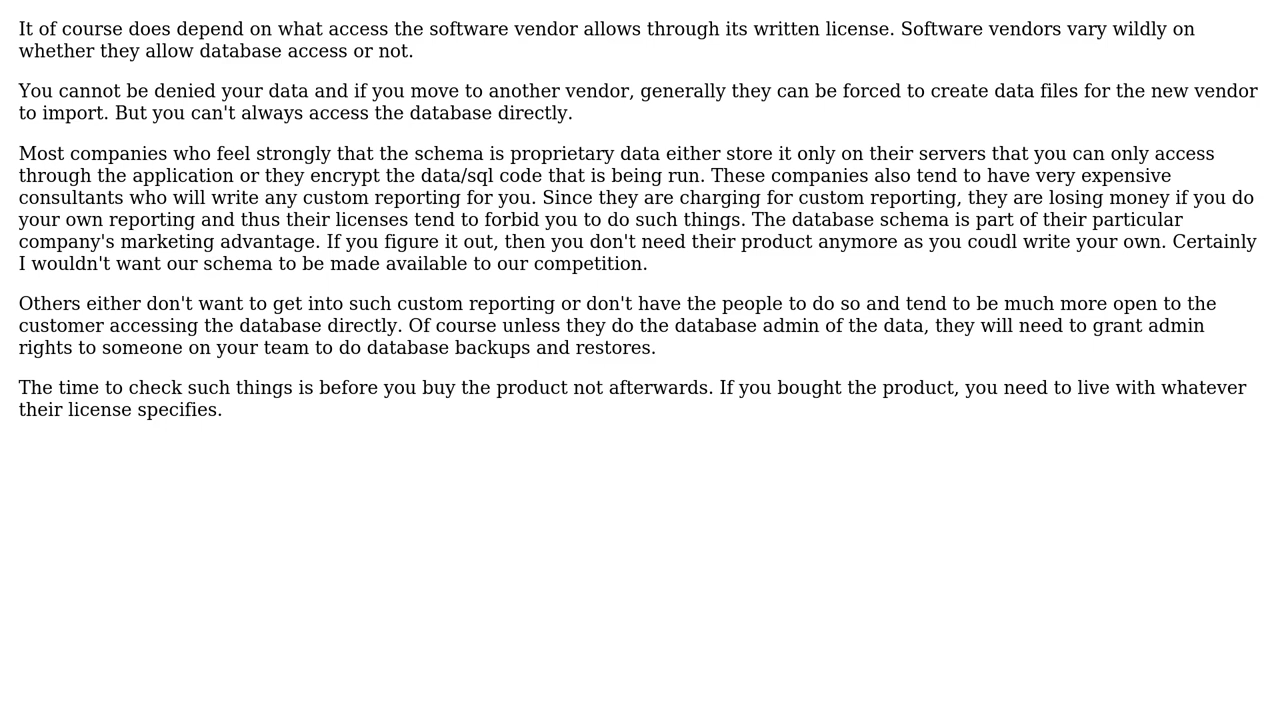 It of course does depend on what access the software vendor allows through its written license. Software vendors vary wildly on
whether they allow database access or not.
You cannot be denied your data and if you move to another vendor, generally they can be forced to create data files for the new vendor
to import. But you can't always access the database directly.
Most companies who feel strongly that the schema is proprietary data either store it only on their servers that you can only access
through the application or they encrypt the data/sql code that is being run. These companies also tend to have very expensive
consultants who will write any custom reporting for you. Since they are charging for custom reporting, they are losing money if you do
your own reporting and thus their licenses tend to forbid you to do such things. The database schema is part of their particular
company's marketing advantage. If you figure it out, then you don't need their product anymore as you coudl write your own. Certainly
I wouldn't want our schema to be made available to our competition.
Others either don't want to get into such custom reporting or don't have the people to do so and tend to be much more open to the
customer accessing the database directly. Of course unless they do the database admin of the data, they will need to grant admin
rights to someone on your team to do database backups and restores.
The time to check such things is before you buy the product not afterwards. If you bought the product, you need to live with whatever
their license specifies.